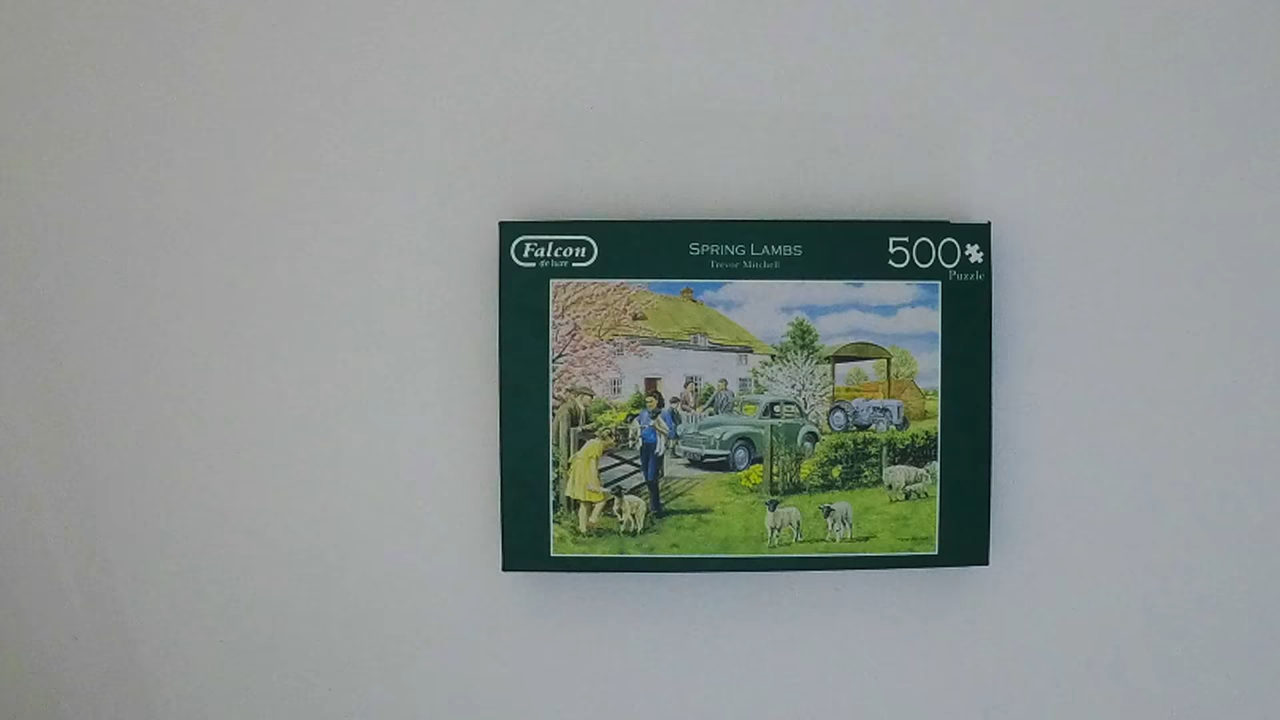 Falcon
de luxe
SPRING LAMBS
Trevor Mitchell
500
Puzzle